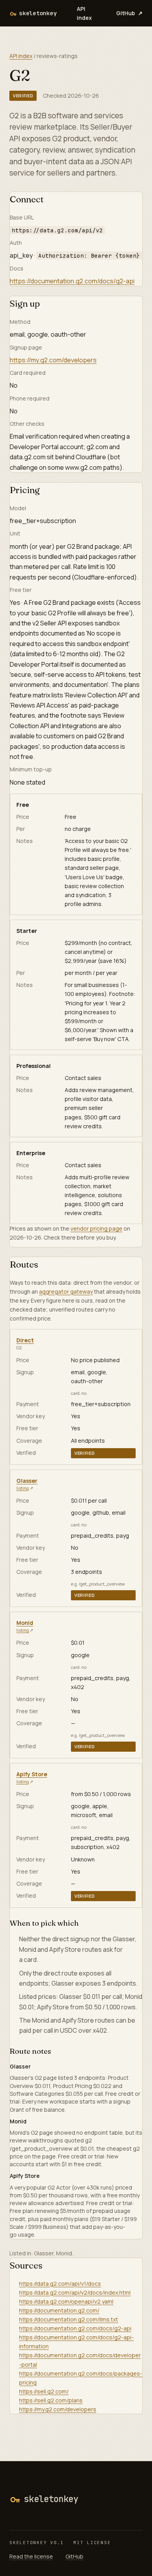 skeletonkey
API
Index
GitHub ↗
API index / reviews-ratings
G2
VERIFIED Checked 2026-10-26
G2 is a B2B software and services
review marketplace. Its Seller/Buyer
API exposes G2 product, vendor,
category, review, answer, syndication
and buyer-intent data as a JSON API
service for sellers and partners.
Connect
Base URL
https://data.g2.com/api/v2
Auth
api_key Authorization: Bearer {token}
Docs
https://documentation.g2.com/docs/g2-api
Sign up
Method
email, google, oauth-other
Signup page
https://my.g2.com/developers
Card required
No
Phone required
No
Other checks
Email verification required when creating a
Developer Portal account; g2.com and
data.g2.com sit behind Cloudflare (bot
challenge on some www.g2.com paths).
Pricing
Model
free_tier+subscription
Unit
month (or year) per G2 Brand package; API
access is bundled with paid packages rather
than metered per call. Rate limit is 100
requests per second (Cloudflare-enforced).
Free tier
Yes · A Free G2 Brand package exists ('Access
to your basic G2 Profile will always be free.'),
and the v2 Seller API exposes sandbox
environments described as 'No scope is
required for access to the sandbox endpoint'
(data limited to 6-12 months old). The G2
Developer Portal itself is described as
'secure, self-serve access to API tokens, test
environments, and documentation'. The plans
feature matrix lists 'Review Collection API' and
'Reviews API Syndication' as paid-package
features, and the footnote says 'Review
Collection API and Integrations are also
available to customers on paid G2 Brand
packages', so production data access is
not free.
Minimum top-up
None stated
Free
Price Free
Per no charge
Notes 'Access to your basic G2
Profile will always be free.'
Includes basic profile,
standard seller page,
'Users Love Us' badge,
basic review collection
and syndication, 3
profile admins.
Starter
Price $299/month (no contract,
cancel anytime) or
$2,999/year (save 16%)
Per per month / per year
Notes For small businesses (1-
100 employees). Footnote:
'Pricing for year 1. Year 2
pricing increases to
$599/month or
$6,000/year.' Shown with a
self-serve 'Buy now' CTA.
Professional
Price Contact sales
Notes Adds review management,
profile visitor data,
premium seller
pages, $500 gift card
review credits.
Enterprise
Price Contact sales
Notes Adds multi-profile review
collection, market
intelligence, solutions
pages, $1000 gift card
review credits.
Prices as shown on the vendor pricing page on
2026-10-26. Check there before you buy.
Routes
Ways to reach this data: direct from the vendor, or
through an aggregator gateway that already holds
the key. Every figure here is ours, read on the
checked date; unverified rows carry no
confirmed price.
Direct
G2
Price No price published
Signup email, google,
oauth-other
card: no
Payment free_tier+subscription
Vendor key Yes
Free tier Yes
Coverage All endpoints
Verified VERIFIED
Glasser
listing ↗
Price $0.011 per call
Signup google, github, email
card: no
Payment prepaid_credits, payg
Vendor key No
Free tier Yes
Coverage 3 endpoints
e.g. /get_product_overview
Verified VERIFIED
Monid
listing ↗
Price $0.01
Signup google
card: no
Payment prepaid_credits, payg,
x402
Vendor key No
Free tier Yes
Coverage —
e.g. /get_product_overview
Verified VERIFIED
Apify Store
listing ↗
Price from $0.50 / 1,000 rows
Signup google, apple,
microsoft, email
card: no
Payment prepaid_credits, payg,
subscription, x402
Vendor key Unknown
Free tier Yes
Coverage —
Verified VERIFIED
When to pick which
Neither the direct signup nor the Glasser,
Monid and Apify Store routes ask for
a card.
Only the direct route exposes all
endpoints; Glasser exposes 3 endpoints.
Listed prices: Glasser $0.011 per call; Monid
$0.01; Apify Store from $0.50 / 1,000 rows.
The Monid and Apify Store routes can be
paid per call in USDC over x402.
Route notes
Glasser
Glasser's G2 page listed 3 endpoints: Product
Overview $0.011, Product Pricing $0.022 and
Software Categories $0.055 per call. Free credit or
trial: Every new workspace starts with a signup
Grant of free balance.
Monid
Monid's G2 page showed no endpoint table, but its
review walkthroughs quoted g2
/get_product_overview at $0.01, the cheapest g2
price on the page. Free credit or trial: New
accounts start with $1 in free credit.
Apify Store
A very popular G2 Actor (over 430k runs) priced
from $0.50 per thousand rows, with a free monthly
review allowance advertised. Free credit or trial:
Free plan renewing $5/month of prepaid usage
credit, no card; paid monthly plans ($19 Starter / $199
Scale / $999 Business) that add pay-as-you-
go usage.
Listed in: Glasser, Monid.
Sources
https://data.g2.com/api/v1/docs
https://data.g2.com/api/v2/docs/index.html
https://data.g2.com/openapi/v2.yaml
https://documentation.g2.com/
https://documentation.g2.com/llms.txt
https://documentation.g2.com/docs/g2-api
https://documentation.g2.com/docs/g2-api-
information
https://documentation.g2.com/docs/developer
-portal
https://documentation.g2.com/docs/packages-
pricing
https://sell.g2.com/
https://sell.g2.com/plans
https://my.g2.com/developers
skeletonkey
SKELETONKEY V0.1 MIT LICENSE
Read the license GitHub